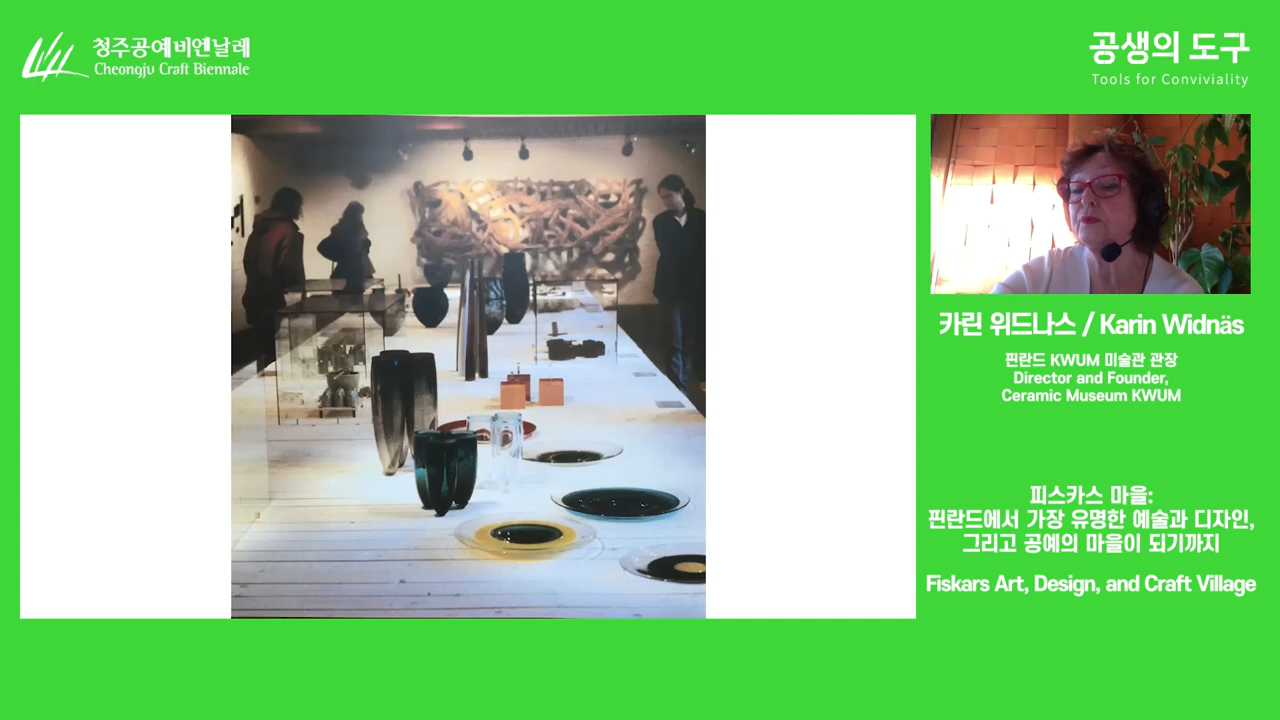 청주공예비엔날레
Cheongju Craft Biennale
공생의 도구
Tools for Conviviality
카린 위드나스 / Karin Widnäs
핀란드 KWUM 미술관 관장
Director and Founder,
Ceramic Museum KWUM
피스카스 마을:
핀란드에서 가장 유명한 예술과 디자인,
그리고 공예의 마을이 되기까지
Fiskars Art, Design, and Craft Village